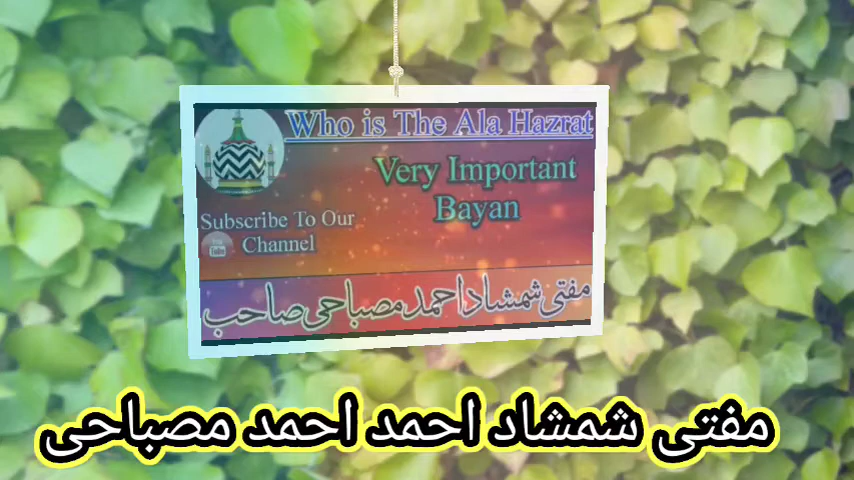 Who is The Ala Hazrat
Very Important
Bayan
Subscribe To Our
Channel
مفتی شمشاد احمد مصباحی صاحب
مفتی شمشاد احمد احمد مصباحی